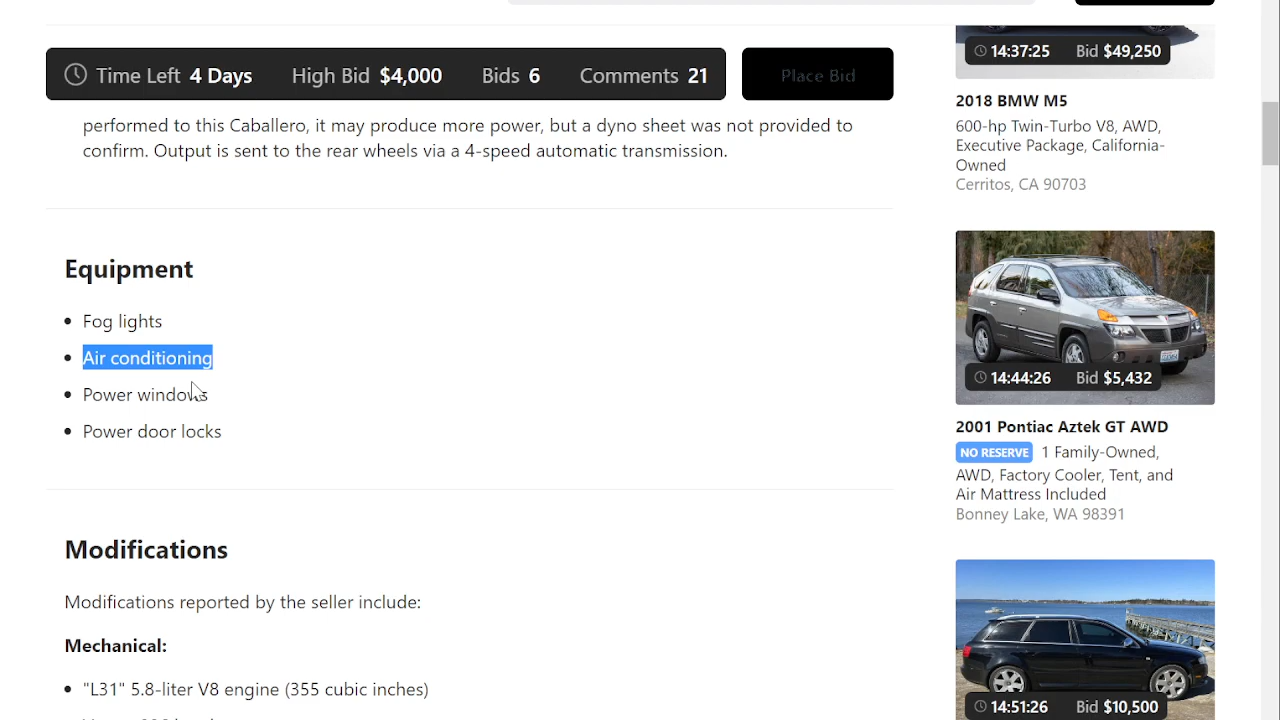 Time Left 4 Days High Bid $4,000 Bids 6 Comments 21
Place Bid
performed to this Caballero, it may produce more power, but a dyno sheet was not provided to
confirm. Output is sent to the rear wheels via a 4-speed automatic transmission.
Equipment
Fog lights
Air conditioning
Power windows
Power door locks
Modifications
Modifications reported by the seller include:
Mechanical:
"L31" 5.8-liter V8 engine (355 cubic inches)
14:37:25 Bid $49,250
2018 BMW M5
600-hp Twin-Turbo V8, AWD,
Executive Package, California-
Owned
Cerritos, CA 90703
14:44:26 Bid $5,432
2001 Pontiac Aztek GT AWD
NO RESERVE 1 Family-Owned,
AWD, Factory Cooler, Tent, and
Air Mattress Included
Bonney Lake, WA 98391
14:51:26 Bid $10,500